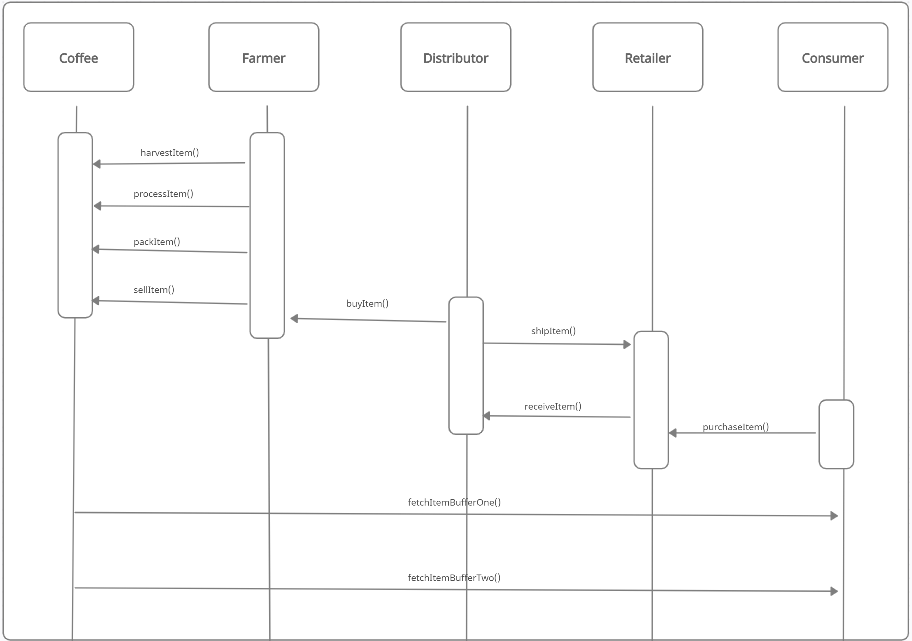 Coffee
Farmer
Distributor
Retailer
Consumer
harvestItem()
processItem()
packItem()
sellItem()
buyItem()
shipItem()
receiveItem()
purchaseItem()
fetchItemBufferOne()
fetchItemBufferTwo()